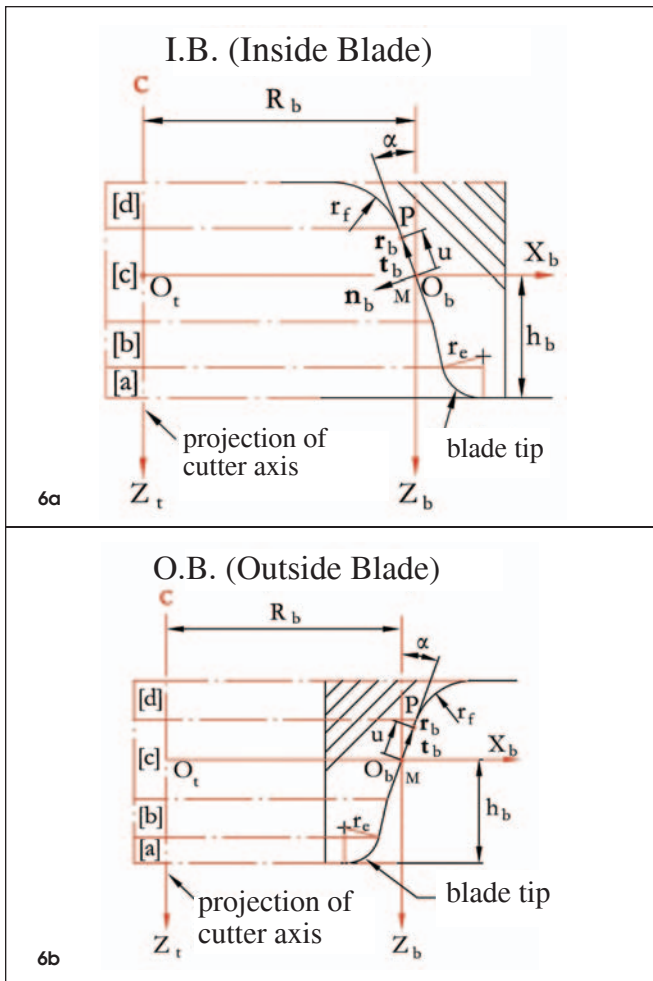 I.B. (Inside Blade)
C
R b
α
[d]
r f
P
r b
u
[c]
t b
X b
O t
n b
M
O b
h b
[b]
r e
[a]
projection of
cutter axis
blade tip
Z t
Z b
6a
O.B. (Outside Blade)
C
R b
α
[d]
P
r b
r f
u
t b
[c]
X b
O t
O b
M
h b
[b]
r e
[a]
blade tip
projection of
cutter axis
Z t
Z b
6b